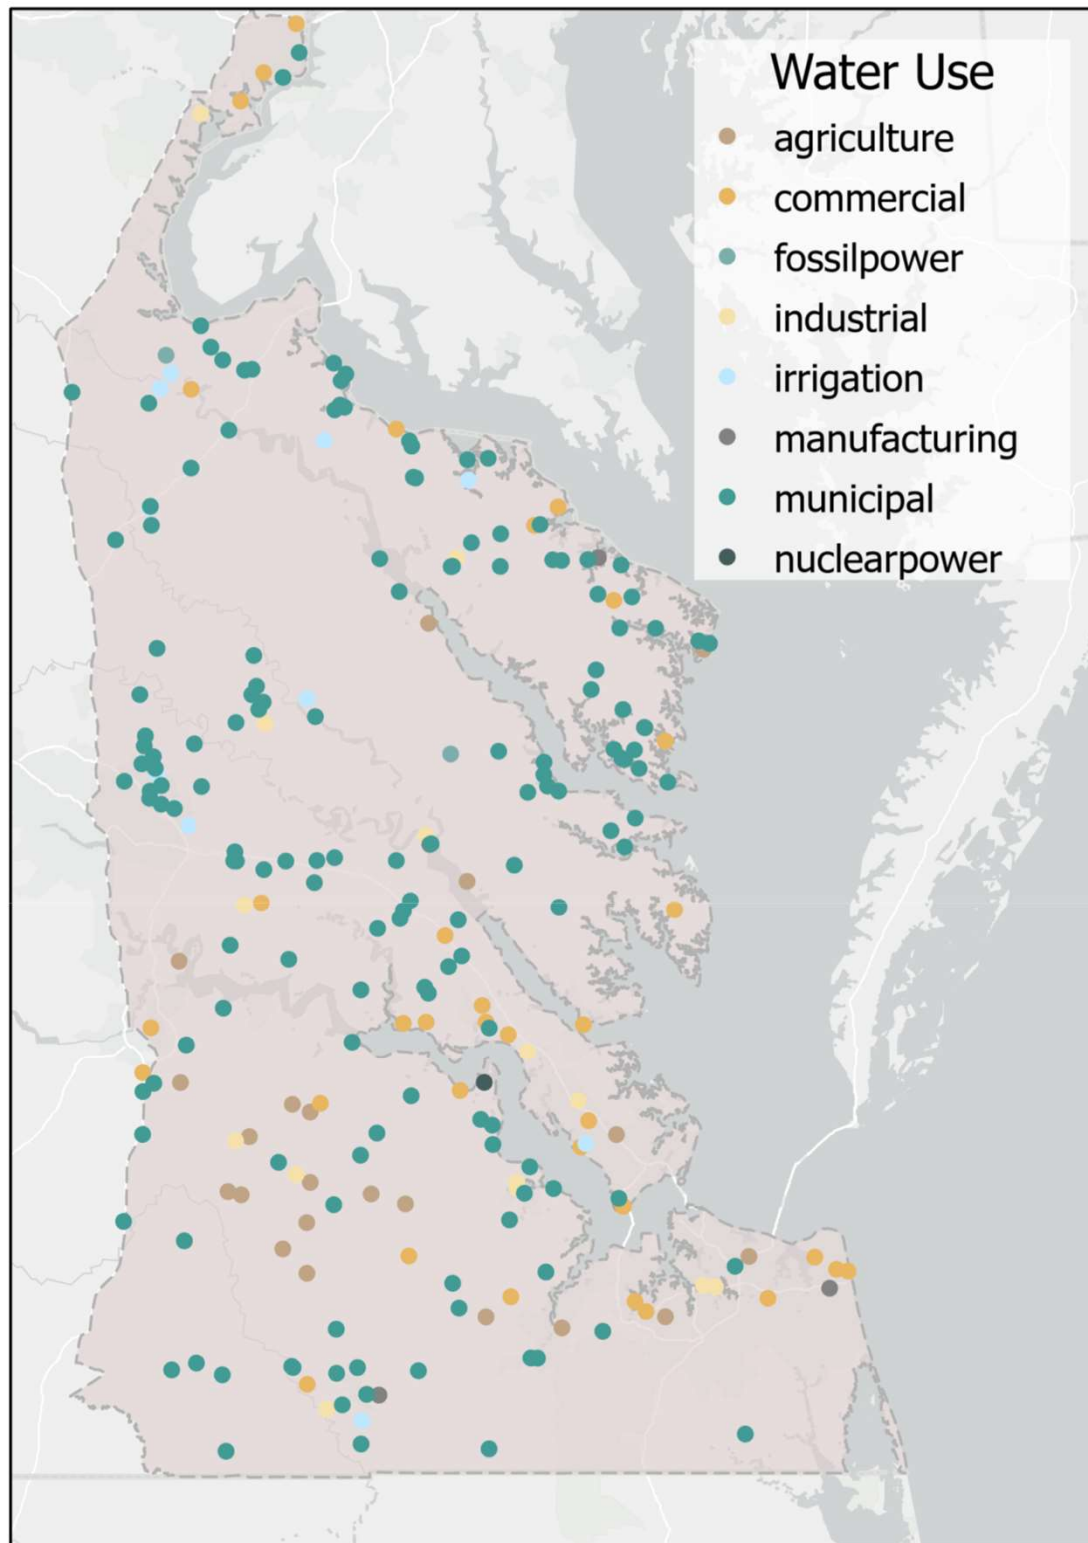 Water Use
agriculture
commercial
fossilpower
industrial
irrigation
manufacturing
municipal
nuclearpower